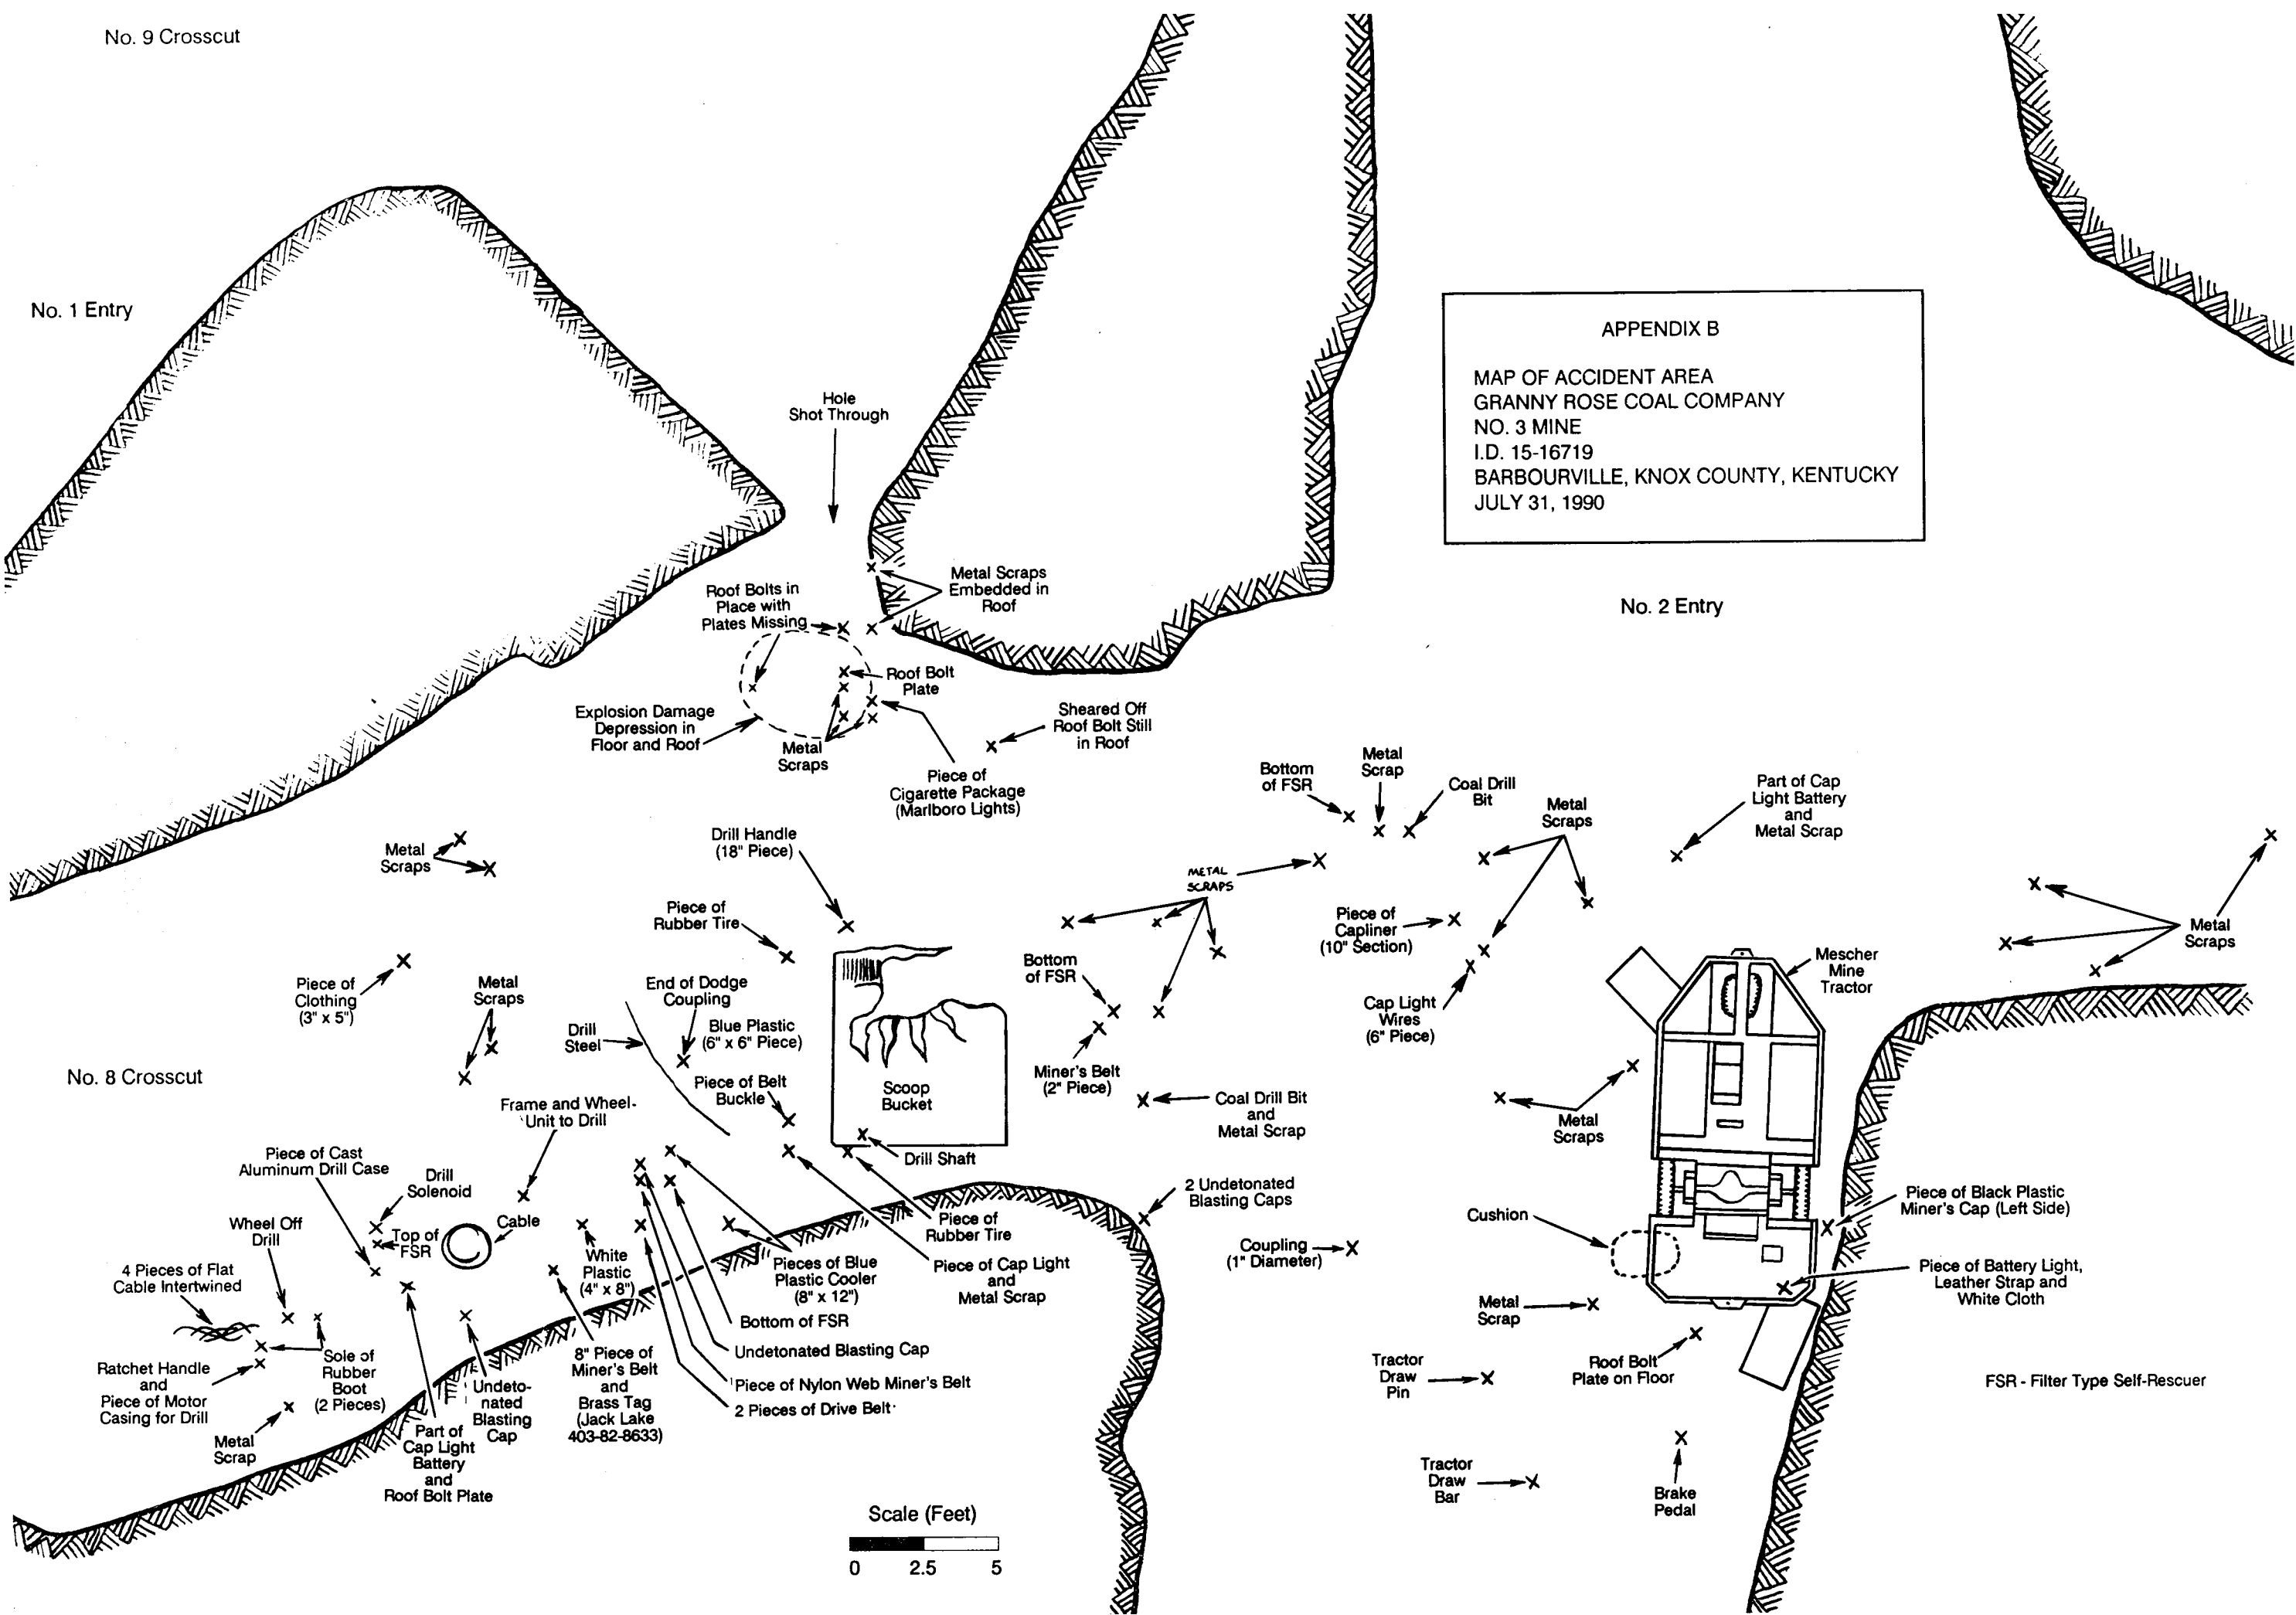 No. 9 Crosscut
No. 1 Entry
Hole
Shot Through
APPENDIX B
MAP OF ACCIDENT AREA
GRANNY ROSE COAL COMPANY
NO. 3 MINE
I.D. 15-16719
BARBOURVILLE, KNOX COUNTY, KENTUCKY
JULY 31, 1990
Metal Scraps
Embedded in
Roof
Roof Bolts in
Place with
Plates Missing
No. 2 Entry
Roof Bolt
Plate
Explosion Damage
Depression in
Floor and Roof
Metal
Scraps
Sheared Off
Roof Bolt Still
in Roof
Piece of
Cigarette Package
(Marlboro Lights)
Bottom
of FSR
Metal
Scrap
Coal Drill
Bit
Metal
Scraps
Part of Cap
Light Battery
and
Metal Scrap
Metal
Scraps
Drill Handle
(18" Piece)
METAL
SCRAPS
Piece of
Rubber Tire
Piece of
Capliner
(10" Section)
Metal
Scraps
Mescher
Mine
Tractor
Piece of
Clothing
(3" x 5")
Metal
Scraps
End of Dodge
Coupling
Bottom
of FSR
Cap Light
Wires
(6" Piece)
Drill
Steel
Blue Plastic
(6" x 6" Piece)
No. 8 Crosscut
Piece of Belt
Buckle
Scoop
Bucket
Miner's Belt
(2" Piece)
Coal Drill Bit
and
Metal Scrap
Metal
Scraps
Frame and Wheel
Unit to Drill
Drill Shaft
Piece of Cast
Aluminum Drill Case
Drill
Solenoid
2 Undetonated
Blasting Caps
Piece of Black Plastic
Miner's Cap (Left Side)
Wheel Off
Drill
Top of
FSR
Cable
Piece of
Rubber Tire
Cushion
Coupling
(1" Diameter)
4 Pieces of Flat
Cable Intertwined
White
Plastic
(4" x 8")
Pieces of Blue
Plastic Cooler
(8" x 12")
Piece of Cap Light
and
Metal Scrap
Piece of Battery Light,
Leather Strap and
White Cloth
Metal
Scrap
Bottom of FSR
Undetonated Blasting Cap
Piece of Nylon Web Miner's Belt
2 Pieces of Drive Belt
Ratchet Handle
and
Piece of Motor
Casing for Drill
Sole of
Rubber
Boot
(2 Pieces)
Undeto-
nated
Blasting
Cap
8" Piece of
Miner's Belt
and
Brass Tag
(Jack Lake
403-82-8633)
Tractor
Draw
Pin
Roof Bolt
Plate on Floor
FSR - Filter Type Self-Rescuer
Metal
Scrap
Part of
Cap Light
Battery
and
Roof Bolt Plate
Tractor
Draw
Bar
Brake
Pedal
Scale (Feet)
0 2.5 5